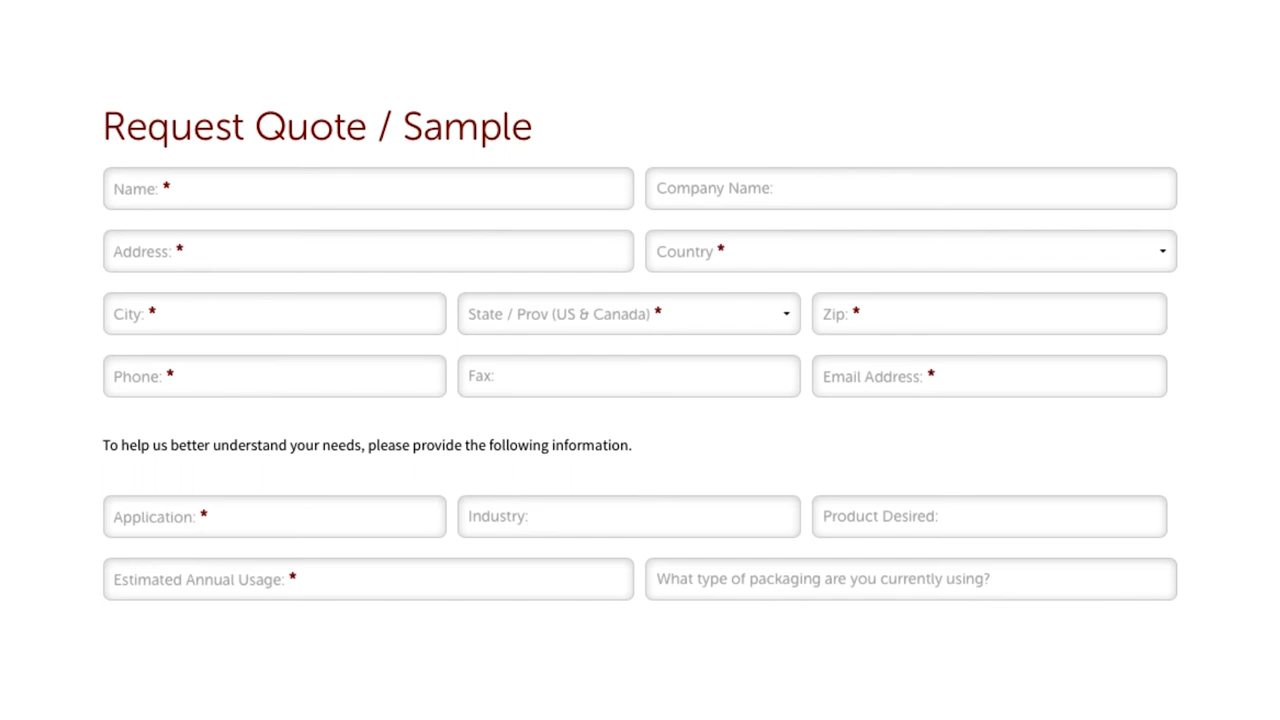 Request Quote / Sample
Name: * Company Name:
Address: * Country *
City: * State / Prov (US & Canada) * Zip: *
Phone: * Fax: Email Address: *
To help us better understand your needs, please provide the following information.
Application: * Industry: Product Desired:
Estimated Annual Usage: * What type of packaging are you currently using?